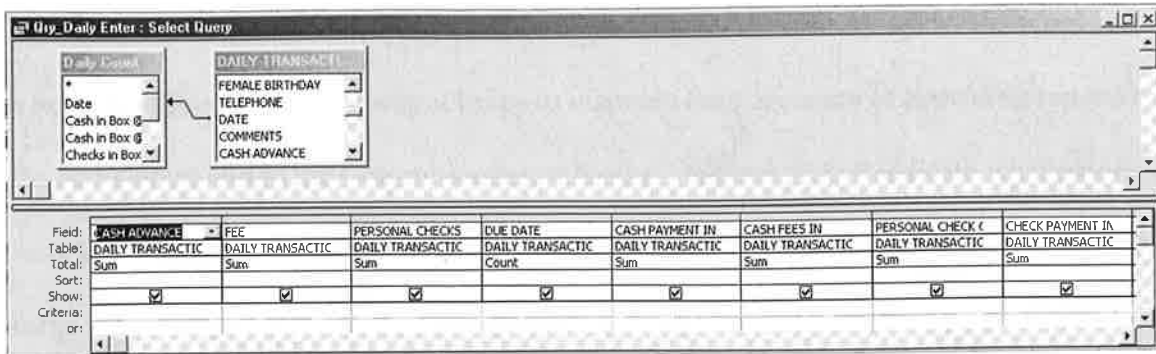 Qry_Daily Enter : Select Query
Daily Count
*
Date
Cash in Box @
Cash in Box @
Checks in Box
DAILY TRANSACTI...
FEMALE BIRTHDAY
TELEPHONE
DATE
COMMENTS
CASH ADVANCE
Field: CASH ADVANCE FEE PERSONAL CHECKS DUE DATE CASH PAYMENT IN CASH FEES IN PERSONAL CHECK ( CHECK PAYMENT IN
Table: DAILY TRANSACTIC DAILY TRANSACTIC DAILY TRANSACTIC DAILY TRANSACTIC DAILY TRANSACTIC DAILY TRANSACTIC DAILY TRANSACTIC DAILY TRANSACTIC
Total: Sum Sum Sum Count Sum Sum Sum Sum
Sort:
Show:
Criteria:
or: